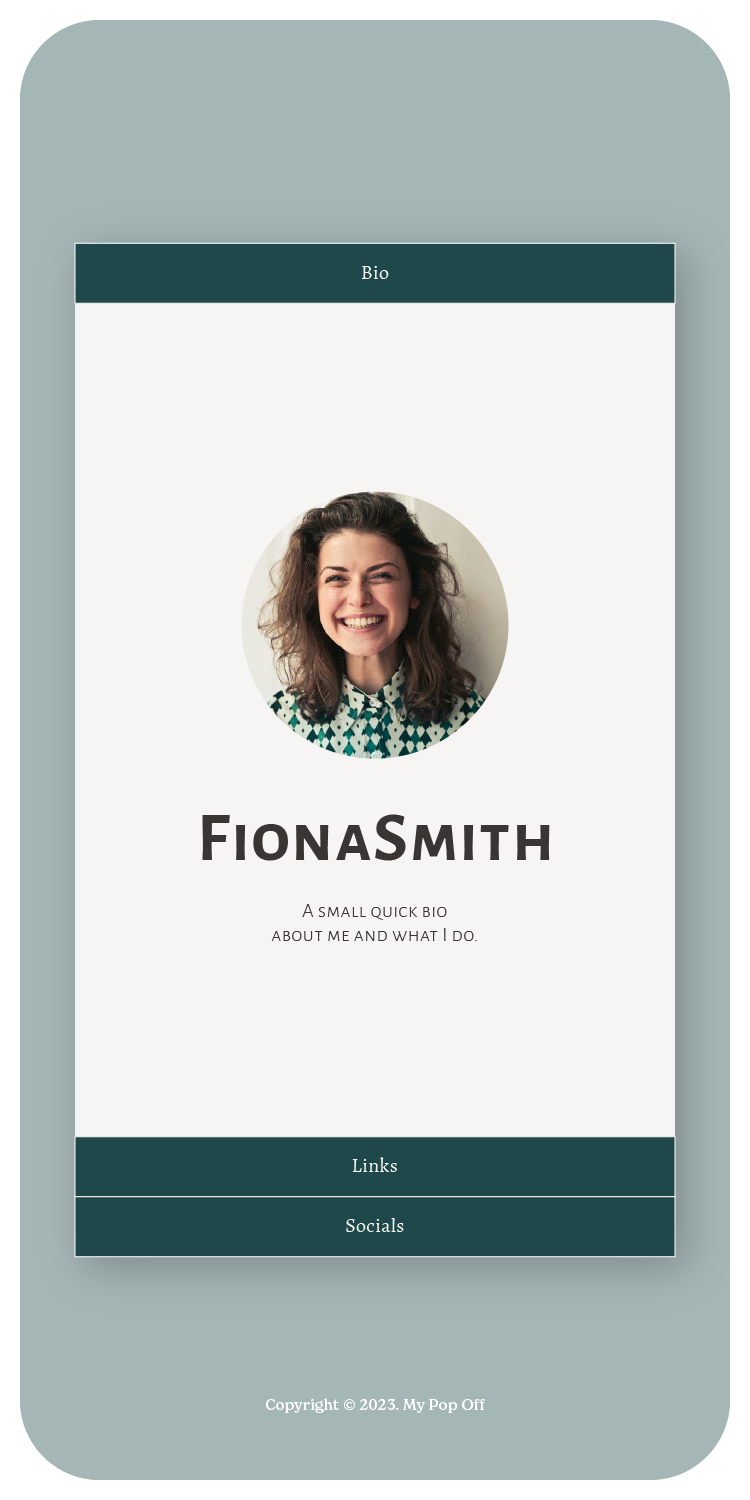 Bio
FionaSmith
A small quick bio
about me and what I do.
Links
Socials
Copyright © 2023. My Pop Off